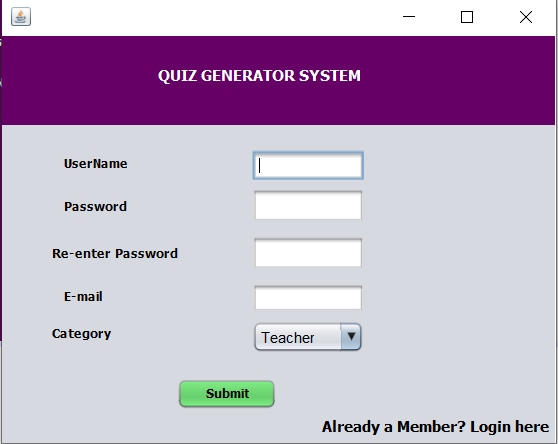 QUIZ GENERATOR SYSTEM
UserName
Password
Re-enter Password
E-mail
Category
Teacher
Submit
Already a Member? Login here